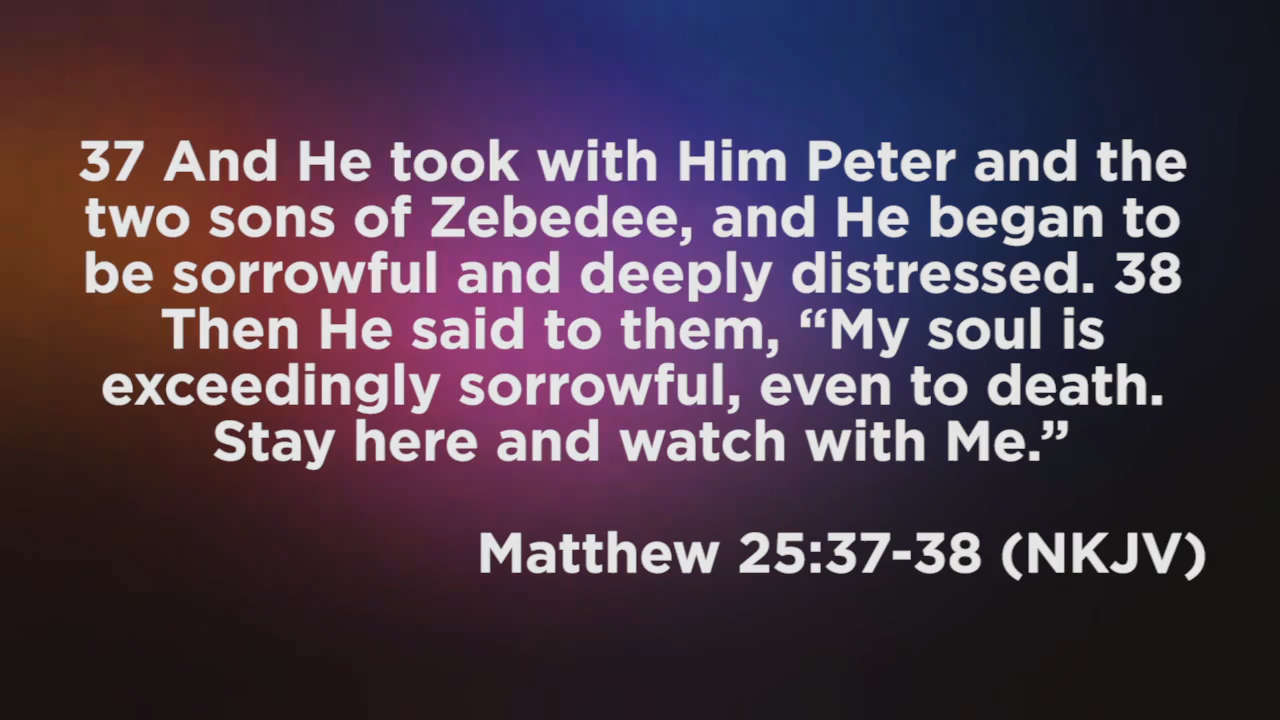 37 And He took with Him Peter and the
two sons of Zebedee, and He began to
be sorrowful and deeply distressed. 38
Then He said to them, “My soul is
exceedingly sorrowful, even to death.
Stay here and watch with Me.”
Matthew 25:37-38 (NKJV)